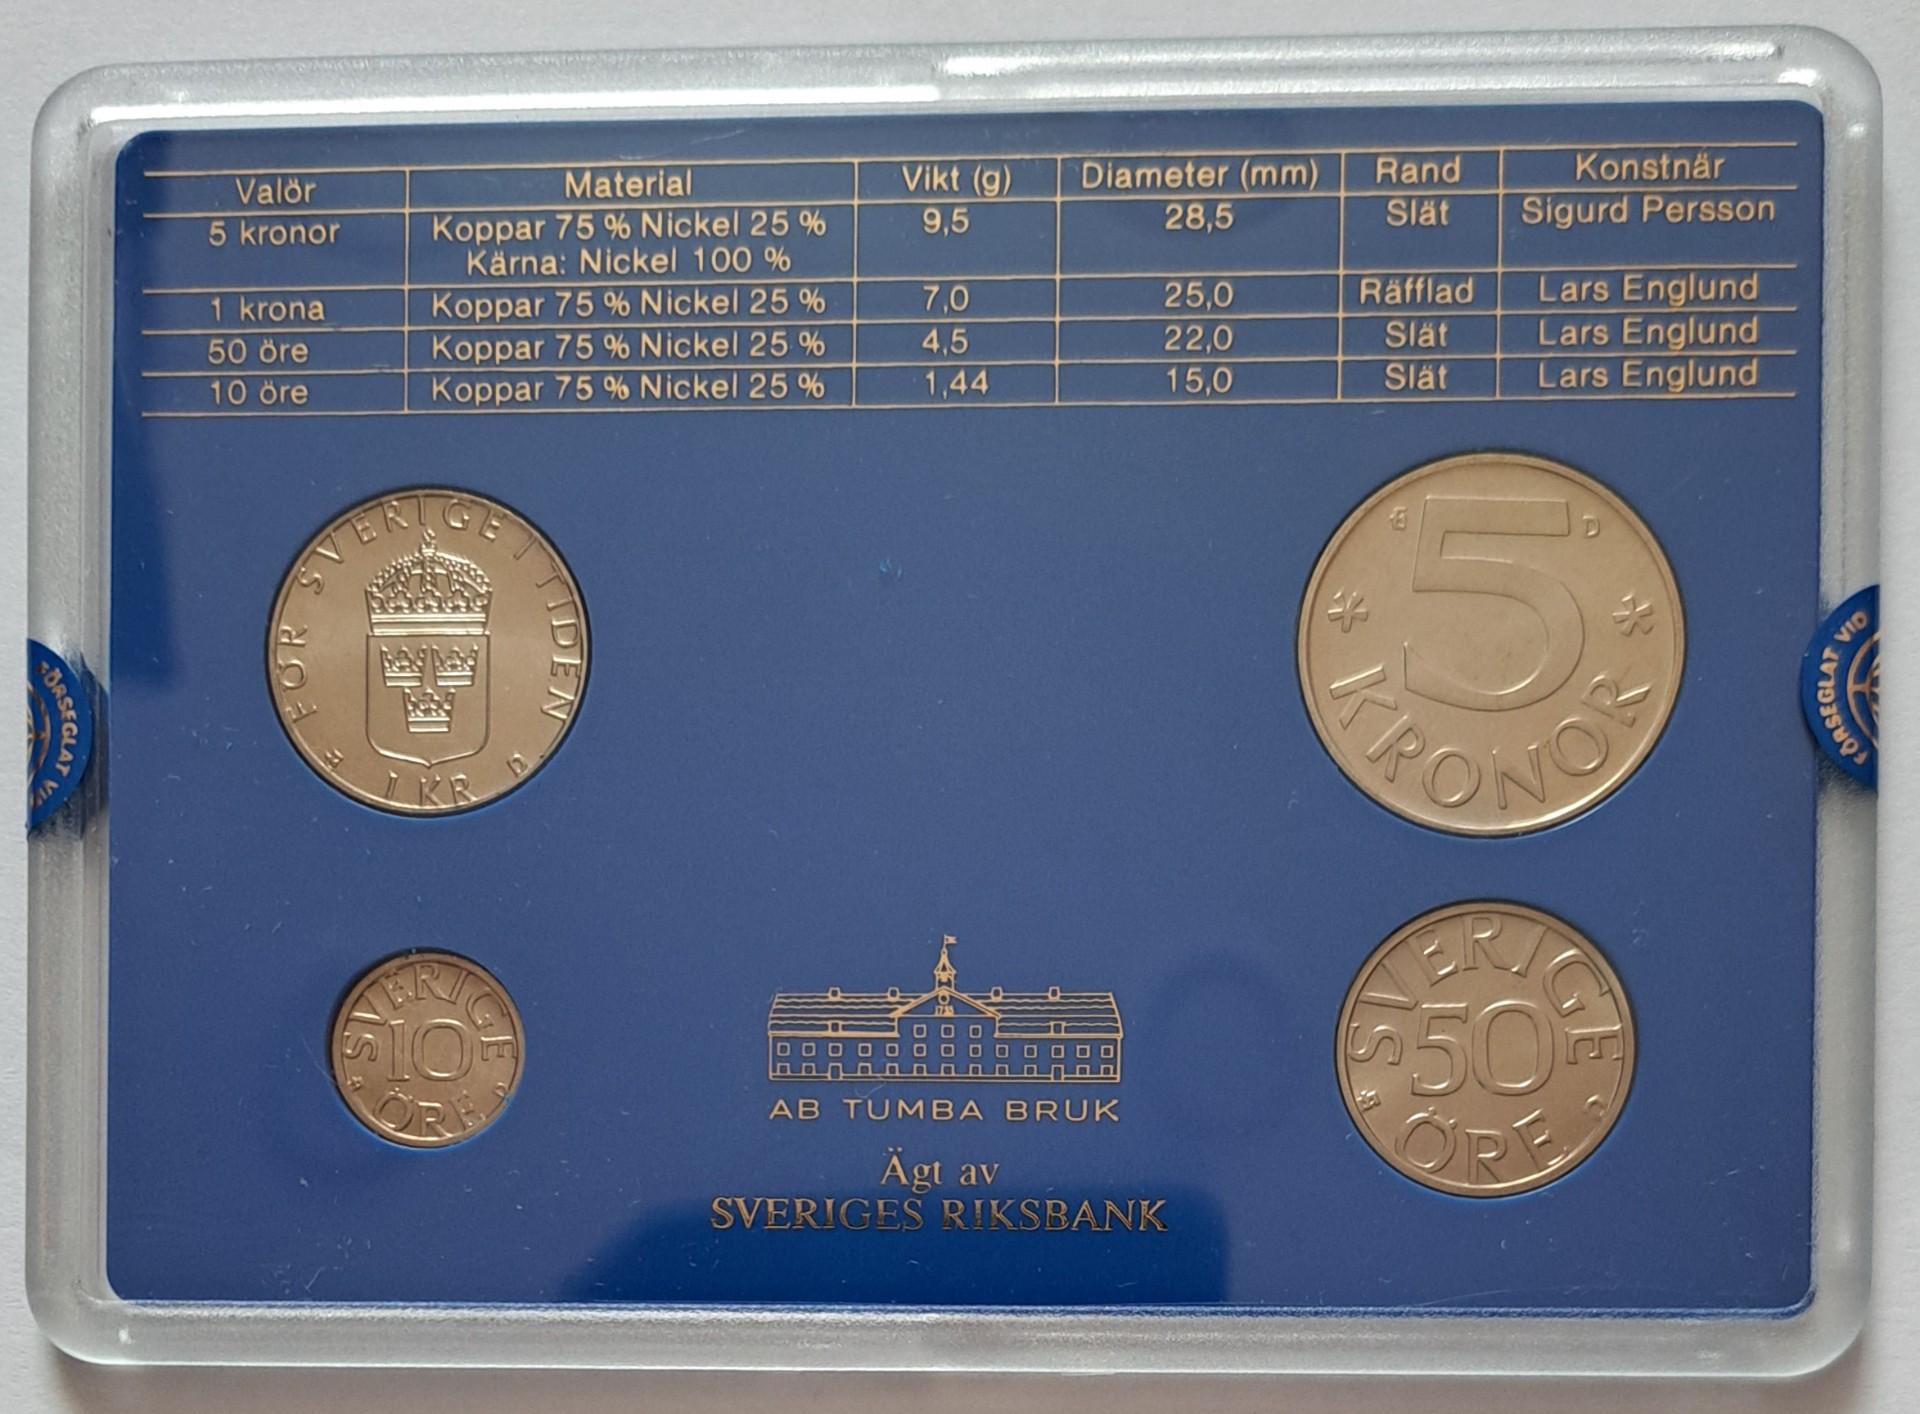 Valör Material Vikt (g) Diameter (mm) Rand Konstnär
5 kronor Koppar 75 % Nickel 25 % 9,5 28,5 Slät Sigurd Persson
Kärna: Nickel 100 %
1 krona Koppar 75 % Nickel 25 % 7,0 25,0 Räfflad Lars Englund
50 öre Koppar 75 % Nickel 25 % 4,5 22,0 Slät Lars Englund
10 öre Koppar 75 % Nickel 25 % 1,44 15,0 Slät Lars Englund
FÖR SVERIGE I TIDEN
1 KR
D
D
5
KRONOR
FÖRSEGLAT VID
FÖRSEGLAT VID
SVERIGE
10
ÖRE
D
1755
AB TUMBA BRUK
Ägt av
SVERIGES RIKSBANK
SVERIGE
50
ÖRE